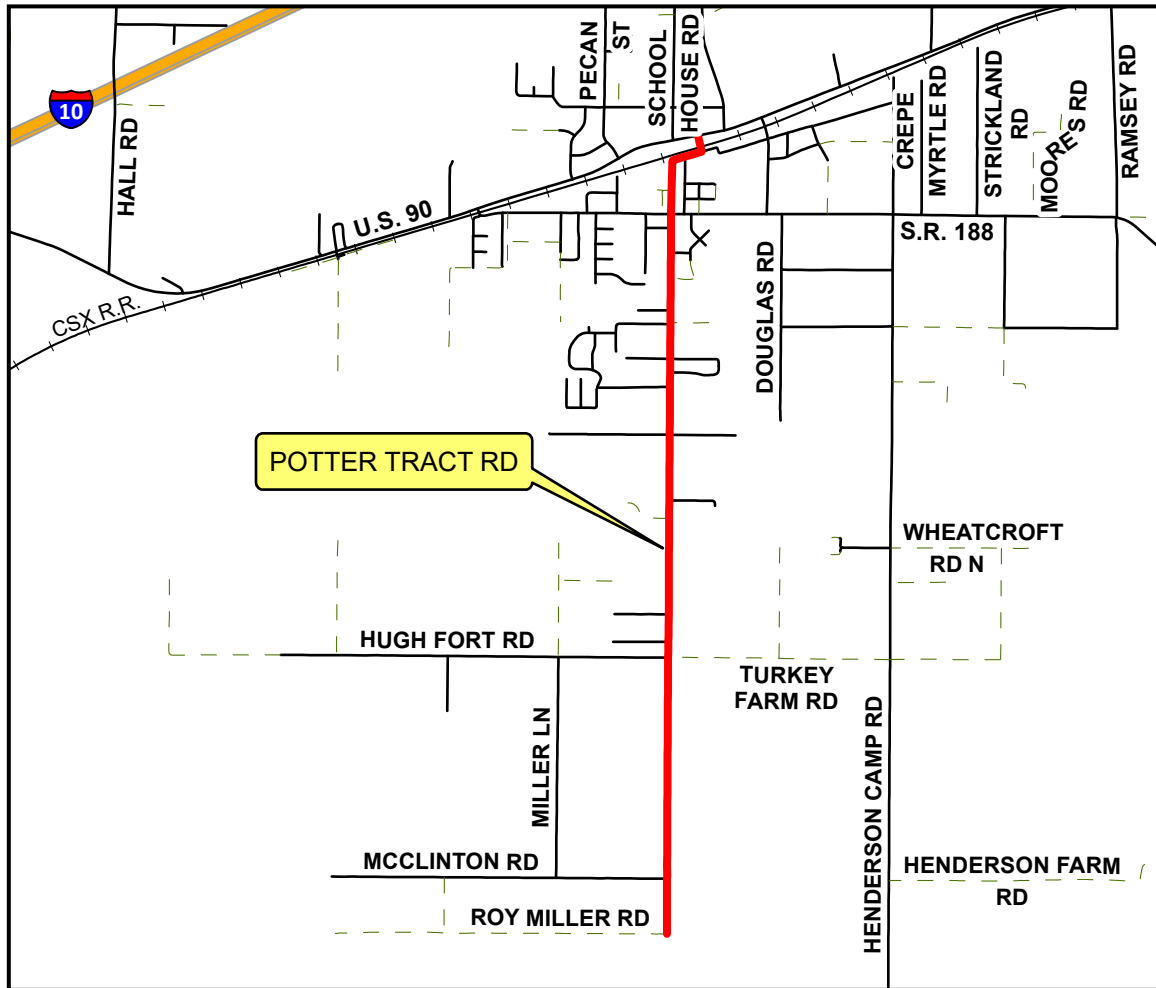 10
HALL RD
PECAN
ST
SCHOOL
HOUSE RD
CREPE
MYRTLE RD
STRICKLAND
RD
MOORES RD
RAMSEY RD
U.S. 90
S.R. 188
CSX R.R.
DOUGLAS RD
POTTER TRACT RD
WHEATCROFT
RD N
HUGH FORT RD
TURKEY
FARM RD
MILLER LN
HENDERSON CAMP RD
MCCLINTON RD
HENDERSON FARM
RD
ROY MILLER RD